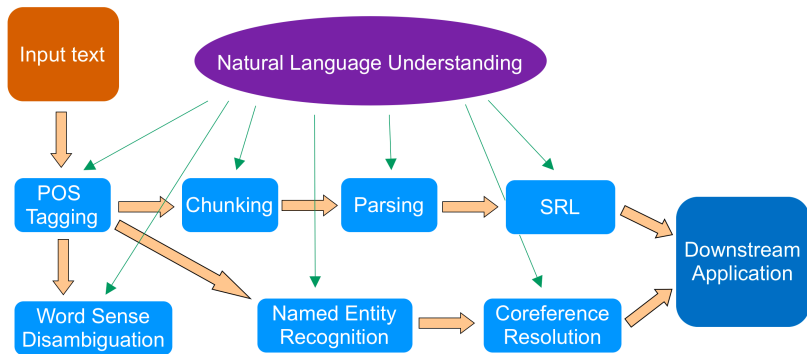 Input text
Natural Language Understanding
POS
Tagging
Chunking
Parsing
SRL
Downstream
Application
Word Sense
Disambiguation
Named Entity
Recognition
Coreference
Resolution